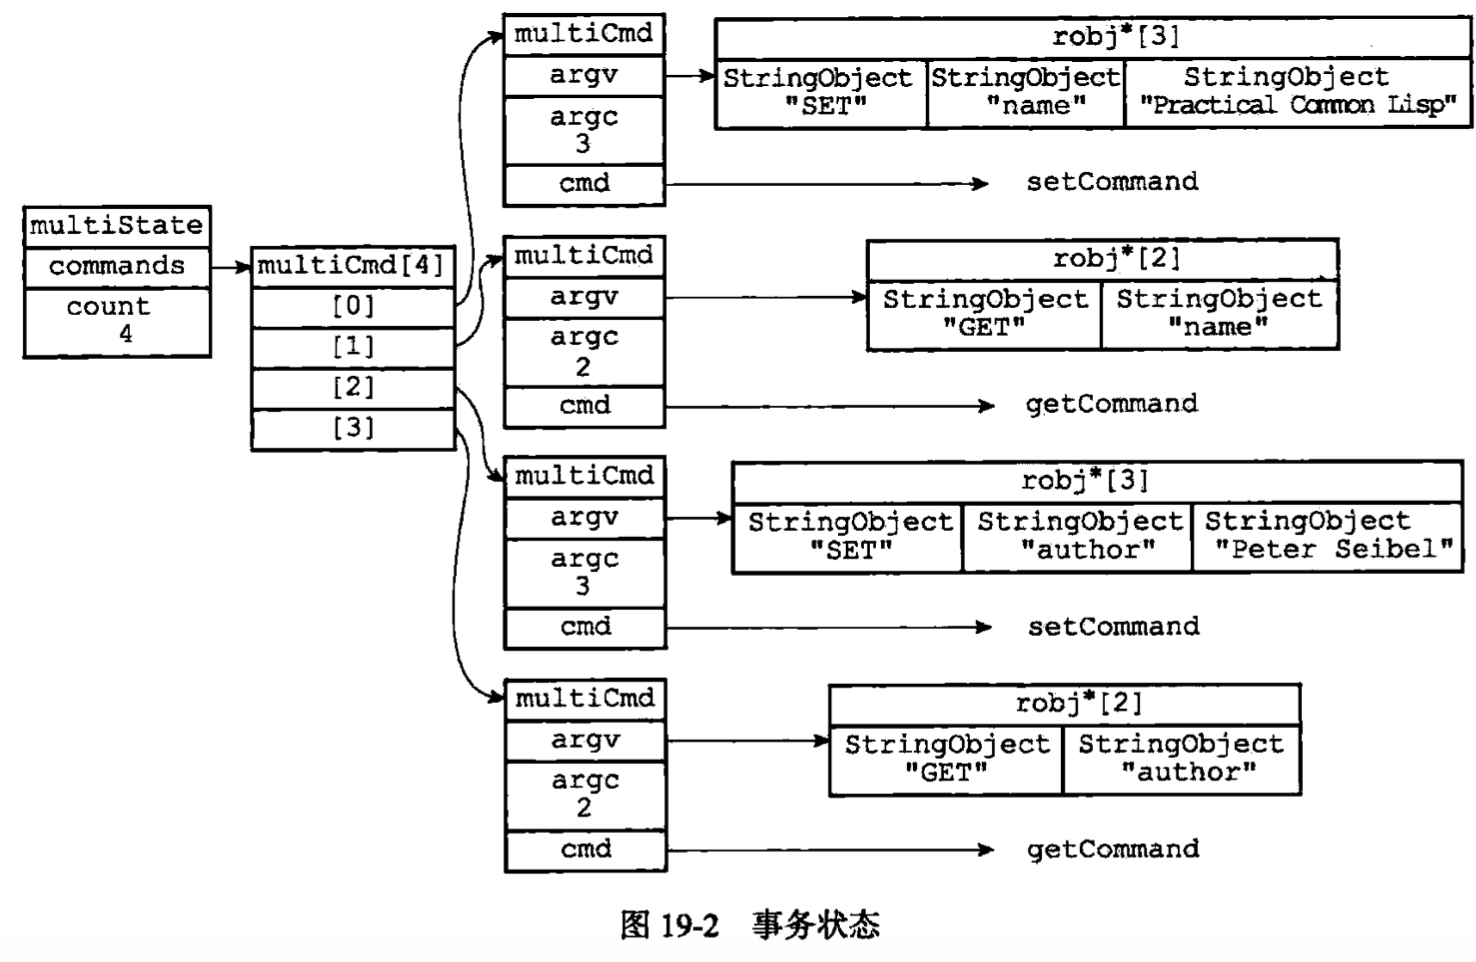 multiState
commands
count
4
multiCmd[4]
[0]
[1]
[2]
[3]
multiCmd
argv
argc
3
cmd
robj*[3]
StringObject
"SET"
StringObject
"name"
StringObject
"Practical Common Lisp"
setCommand
multiCmd
argv
argc
2
cmd
robj*[2]
StringObject
"GET"
StringObject
"name"
getCommand
multiCmd
argv
argc
3
cmd
robj*[3]
StringObject
"SET"
StringObject
"author"
StringObject
"Peter Seibel"
setCommand
multiCmd
argv
argc
2
cmd
robj*[2]
StringObject
"GET"
StringObject
"author"
getCommand
图 19-2 事务状态